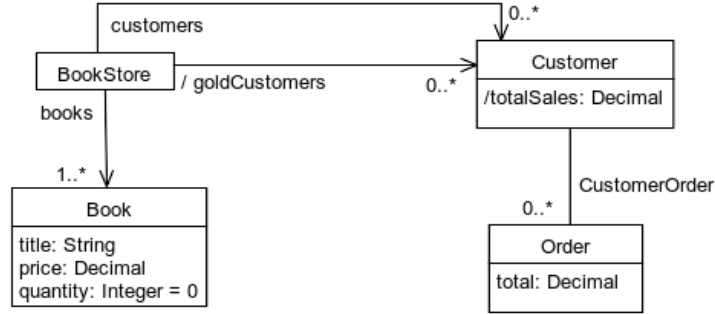 customers
0..*
BookStore
/ goldCustomers
0..*
Customer
/totalSales: Decimal
books
1..*
Book
title: String
price: Decimal
quantity: Integer = 0
CustomerOrder
0..*
Order
total: Decimal